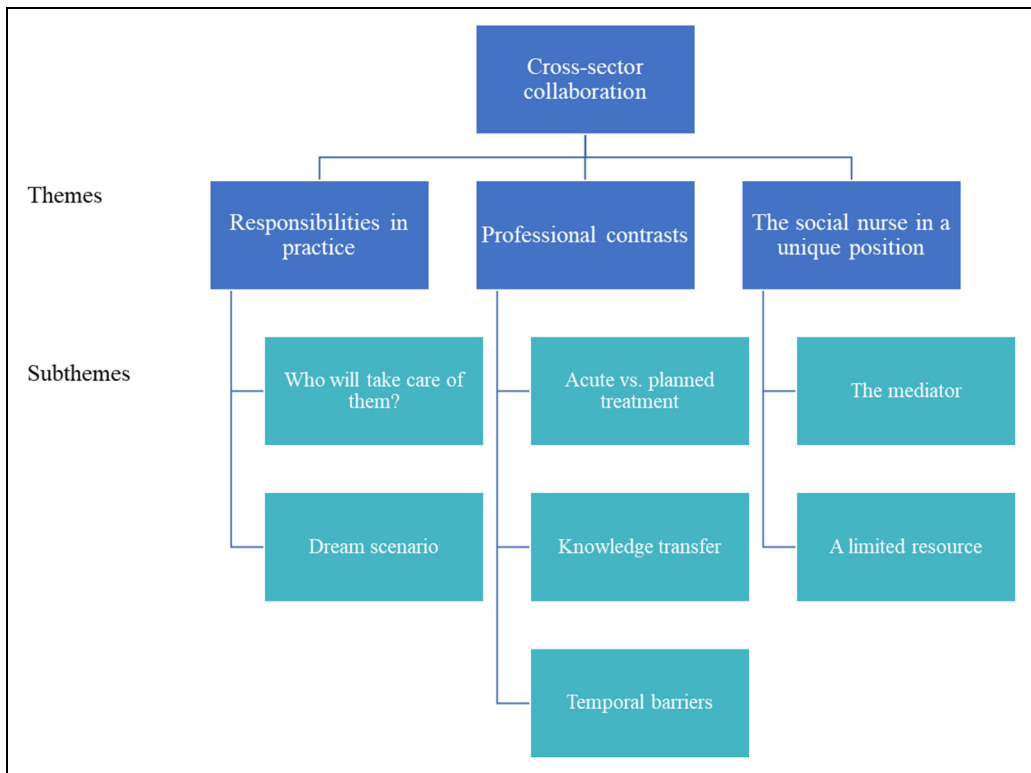 Cross-sector
collaboration
Themes
Responsibilities in
practice
Professional contrasts
The social nurse in a
unique position
Subthemes
Who will take care of
them?
Acute vs. planned
treatment
The mediator
Dream scenario
Knowledge transfer
A limited resource
Temporal barriers